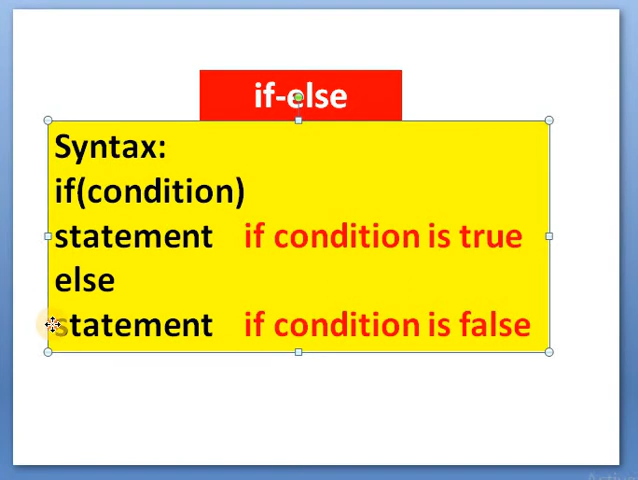 if-else
Syntax:
if(condition)
statement if condition is true
else
statement if condition is false